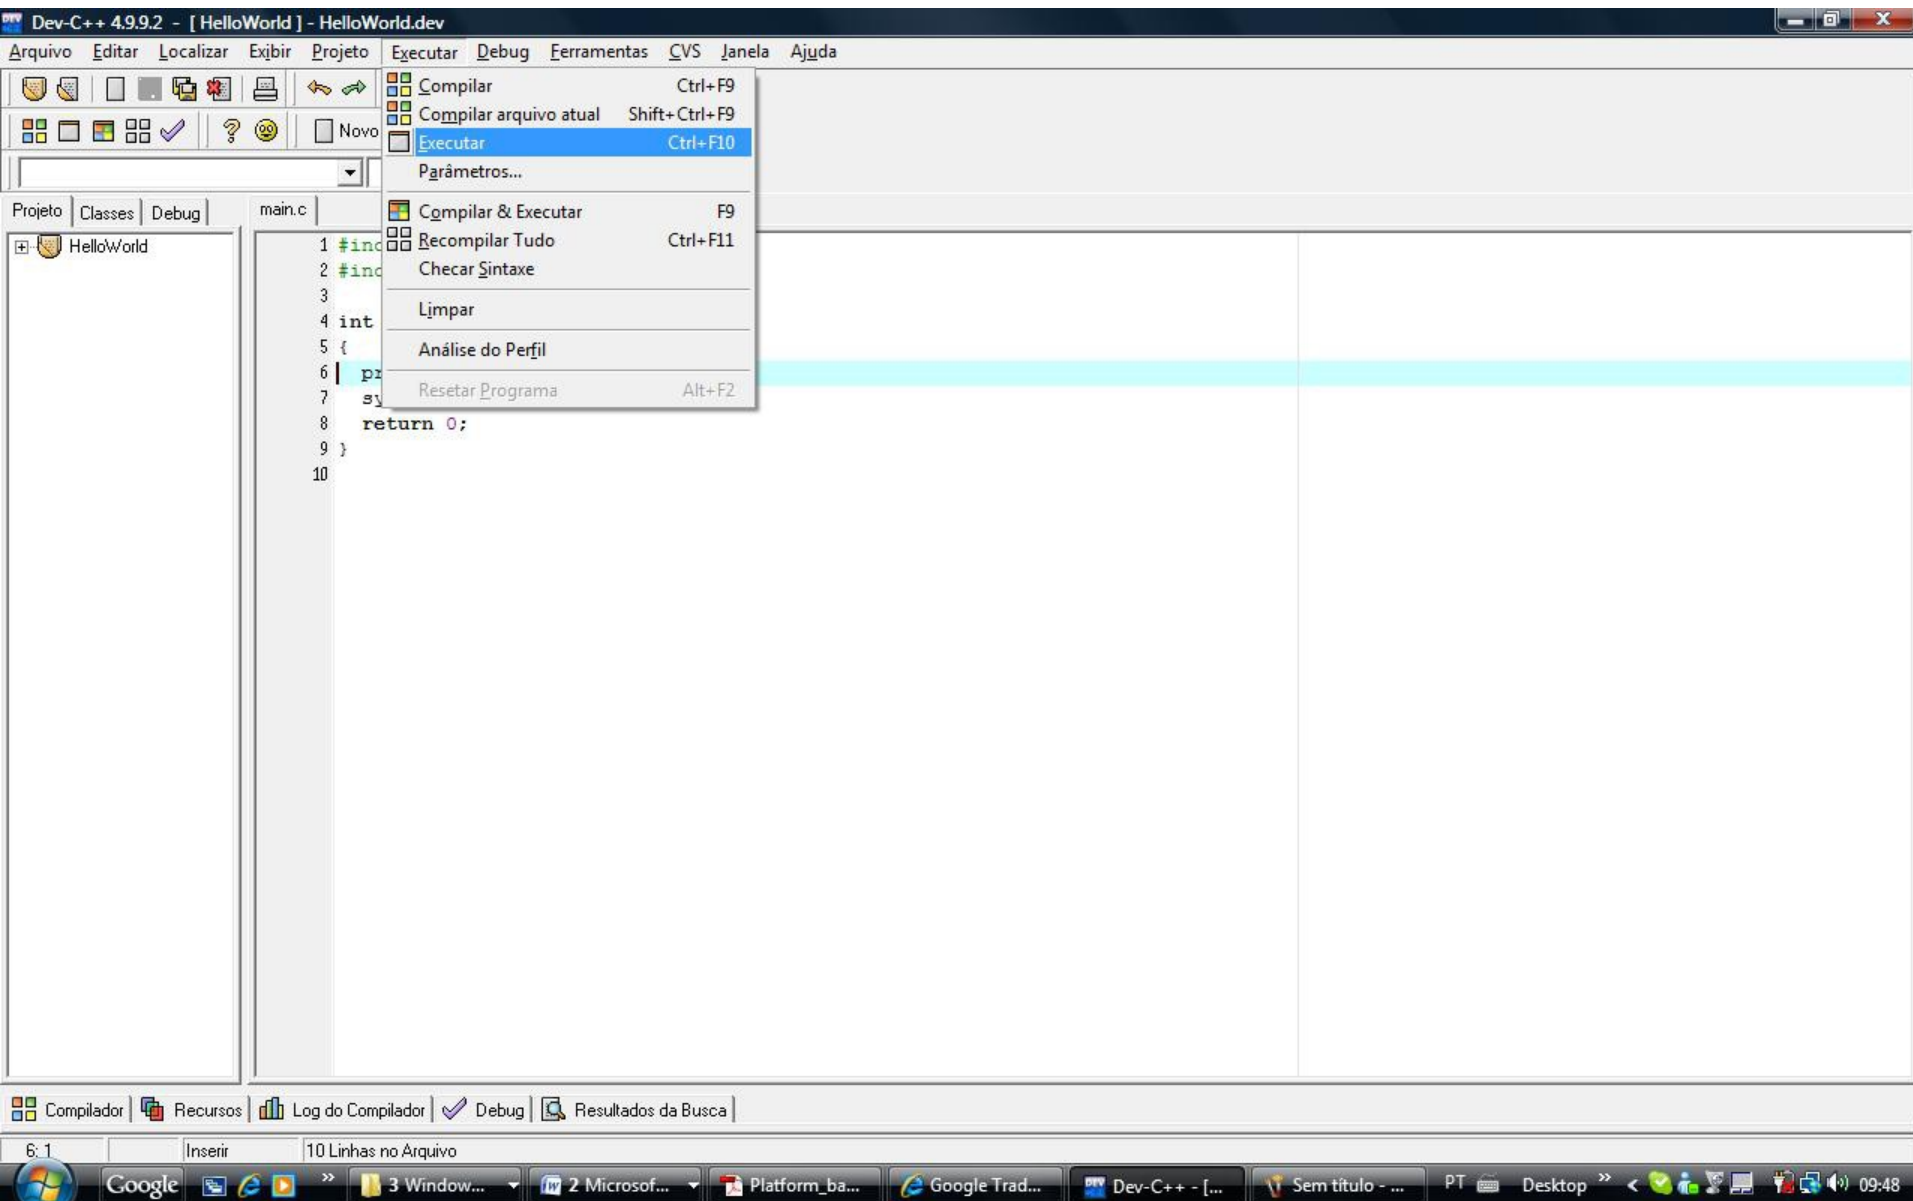 Dev-C++ 4.9.9.2 - [ HelloWorld ] - HelloWorld.dev
Arquivo Editar Localizar Exibir Projeto Executar Debug Ferramentas CVS Janela Ajuda
Compilar Ctrl+F9
Compilar arquivo atual Shift+Ctrl+F9
Novo
Executar Ctrl+F10
Parâmetros...
Compilar & Executar F9
Recompilar Tudo Ctrl+F11
Checar Sintaxe
Limpar
Análise do Perfil
Resetar Programa Alt+F2
Projeto Classes Debug
HelloWorld
main.c
1 #inc
2 #inc
3
4 int
5 {
6 pr
7 sy
8 return 0;
9 }
10
Compilador Recursos Log do Compilador Debug Resultados da Busca
6: 1 Inserir 10 Linhas no Arquivo
Google » 3 Window... 2 Microsof... Platform_ba... Google Trad... Dev-C++ - [... Sem título - ... PT Desktop » < 09:48